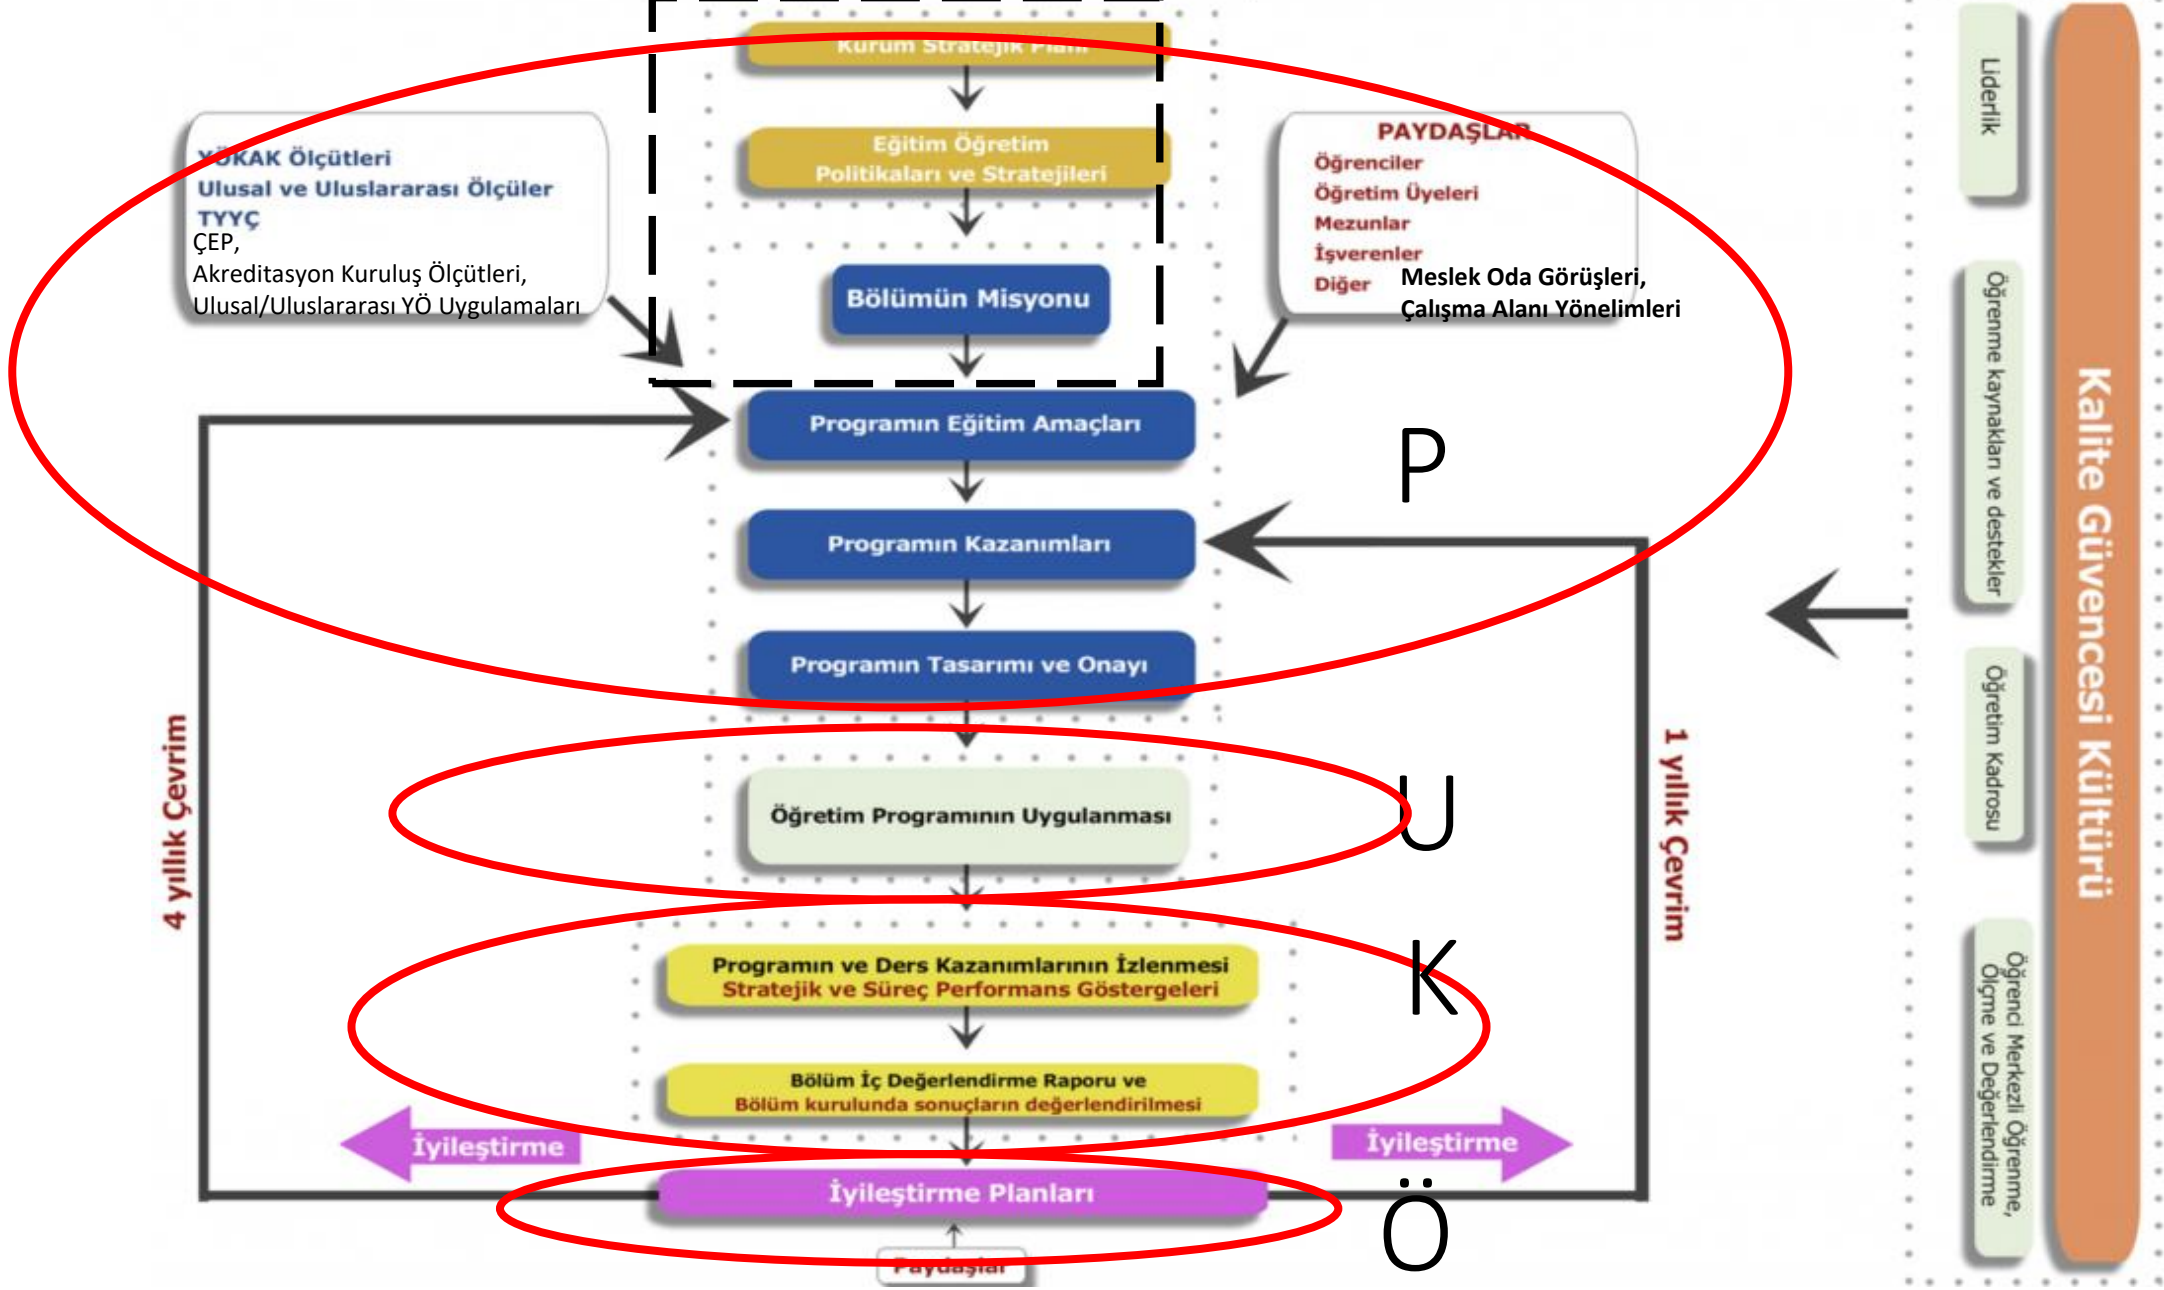 Kurum Stratejik Planı
Eğitim Öğretim
Politikaları ve Stratejileri
YÖKAK Ölçütleri
Ulusal ve Uluslararası Ölçüler
TYYÇ
ÇEP,
Akreditasyon Kuruluş Ölçütleri,
Ulusal/Uluslararası YÖ Uygulamaları
PAYDAŞLAR
Öğrenciler
Öğretim Üyeleri
Mezunlar
İşverenler
Diğer
Meslek Oda Görüşleri,
Çalışma Alanı Yönelimleri
Bölümün Misyonu
Programın Eğitim Amaçları
P
Programın Kazanımları
Programın Tasarımı ve Onayı
4 yıllık Çevrim
1 yıllık Çevrim
Öğretim Programının Uygulanması
U
Programın ve Ders Kazanımlarının İzlenmesi
Stratejik ve Süreç Performans Göstergeleri
K
Bölüm İç Değerlendirme Raporu ve
Bölüm kurulunda sonuçların değerlendirilmesi
İyileştirme
İyileştirme
İyileştirme Planları
Ö
Paydaşlar
Liderlik
Öğrenme kaynakları ve destekler
Öğretim Kadrosu
Öğrenci Merkezli Öğrenme,
Ölçme ve Değerlendirme
Kalite Güvencesi Kültürü